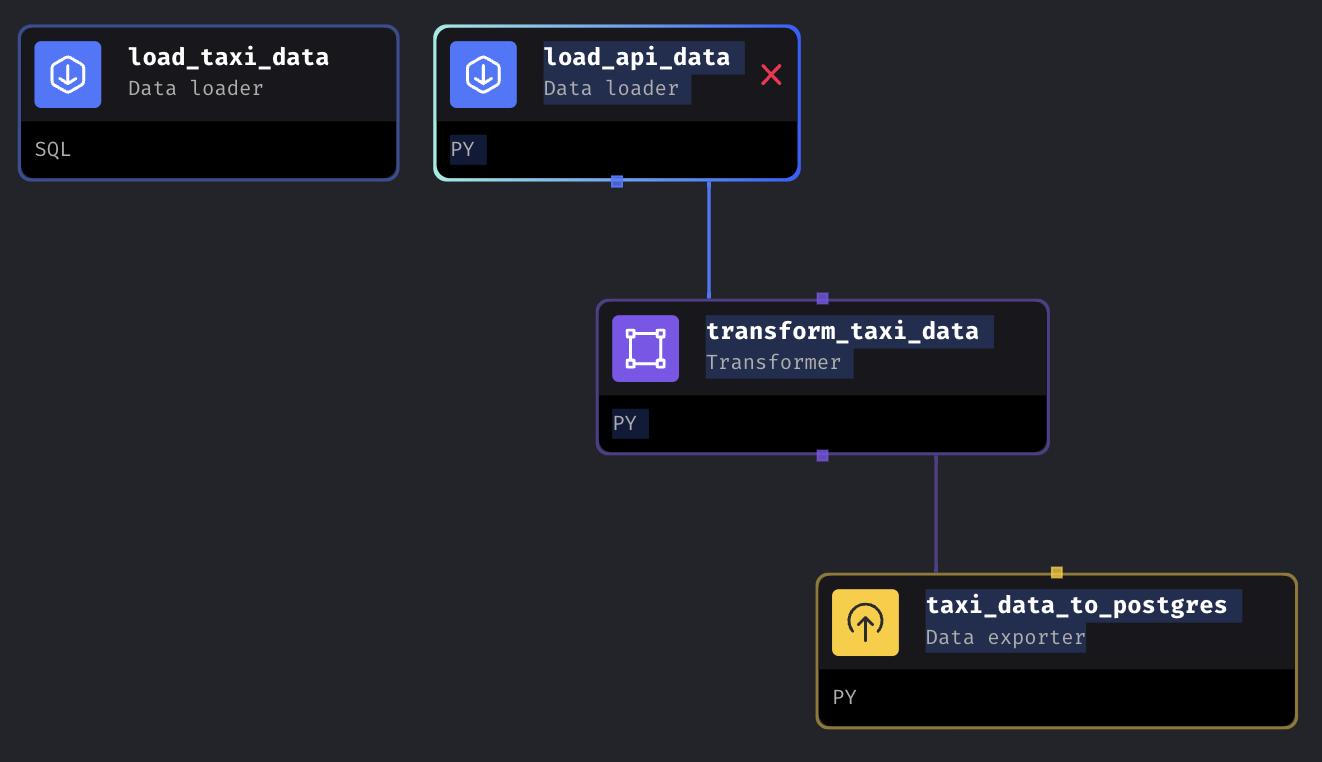 load_taxi_data
Data loader
SQL
load_api_data
Data loader
PY
transform_taxi_data
Transformer
PY
taxi_data_to_postgres
Data exporter
PY